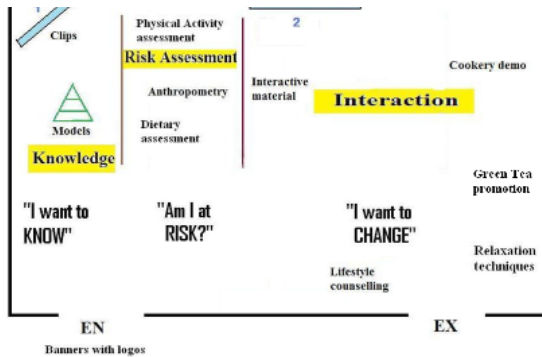 1
Clips
Models
Knowledge
"I want to
KNOW"
Physical Activity
assessment
Risk Assessment
Anthropometry
Dietary
assessment
"Am I at
RISK?"
2
Interactive
material
Interaction
"I want to
CHANGE"
Lifestyle
counselling
Cookery demo
Green Tea
promotion
Relaxation
techniques
EN
EX
Banners with logos